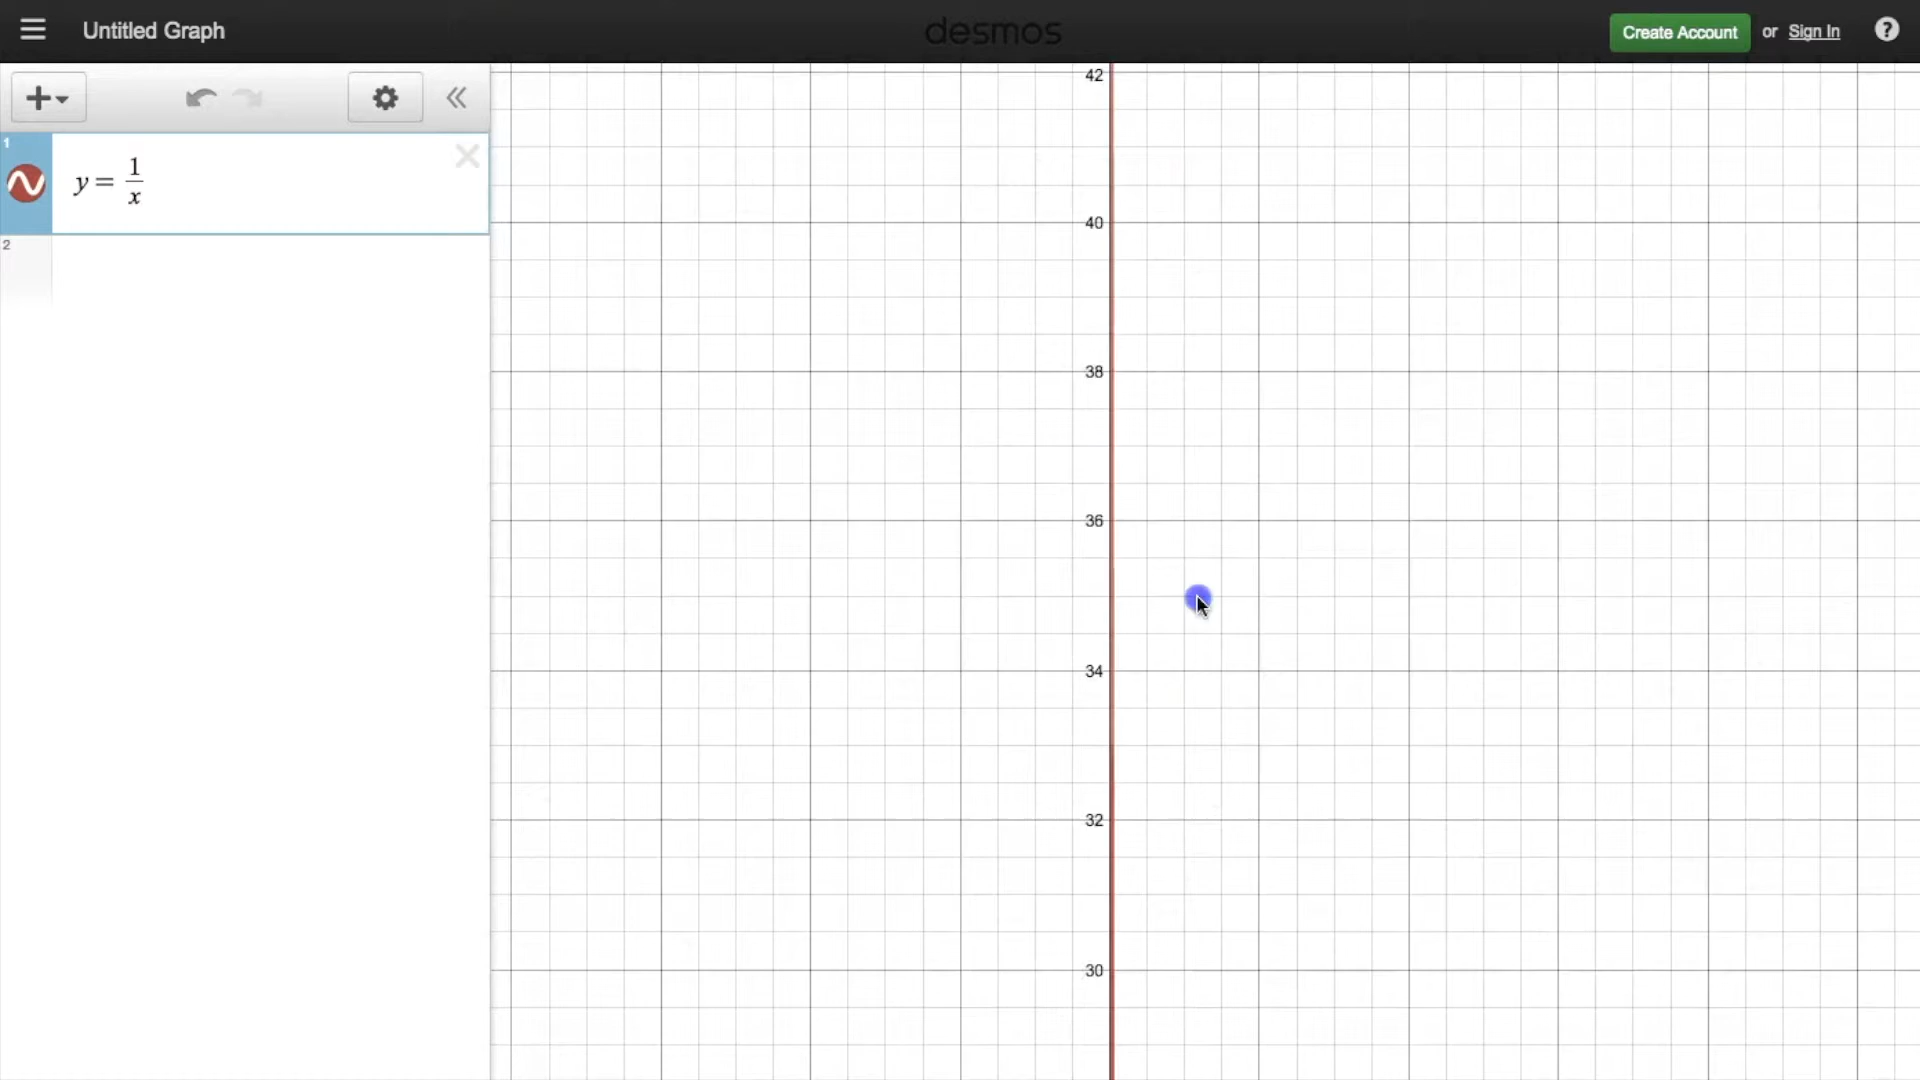 Untitled Graph
desmos
Create Account or Sign In ?
1
y = 1/x
2
42
40
38
36
34
32
30